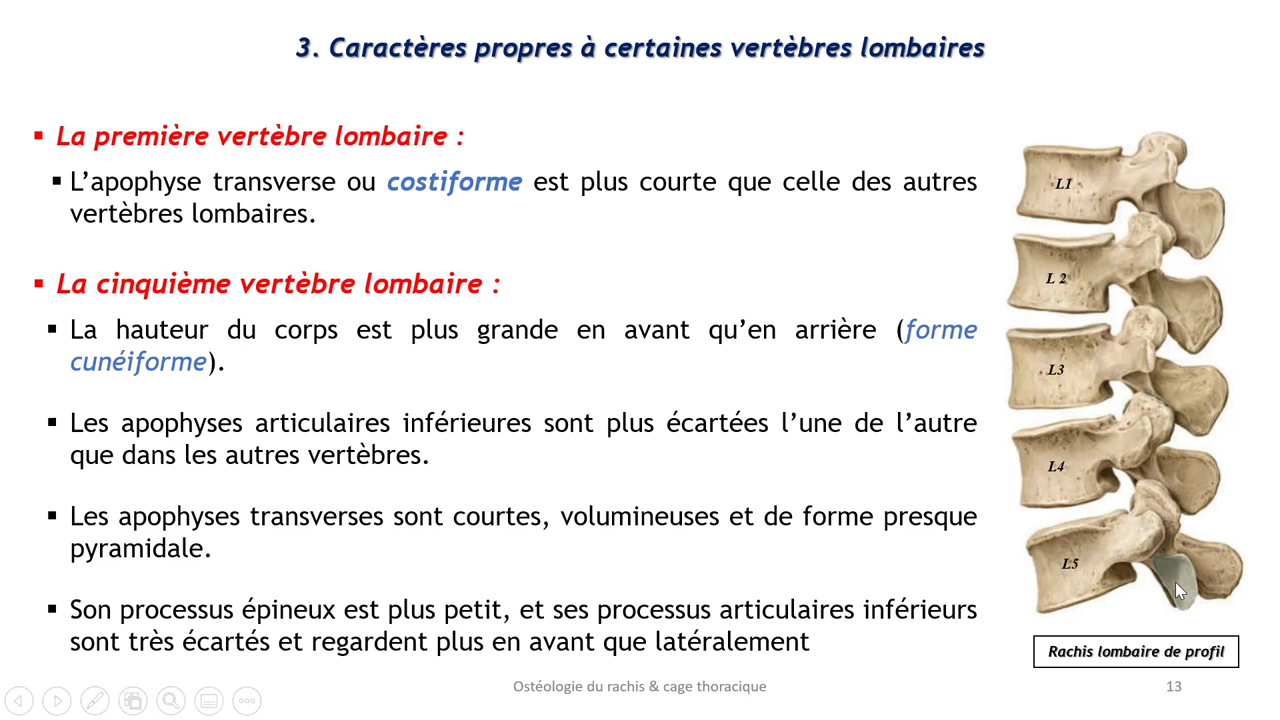 3. Caractères propres à certaines vertèbres lombaires
▪ La première vertèbre lombaire :
▪ L’apophyse transverse ou costiforme est plus courte que celle des autres
vertèbres lombaires.
▪ La cinquième vertèbre lombaire :
▪ La hauteur du corps est plus grande en avant qu’en arrière (forme
cunéiforme).
▪ Les apophyses articulaires inférieures sont plus écartées l’une de l’autre
que dans les autres vertèbres.
▪ Les apophyses transverses sont courtes, volumineuses et de forme presque
pyramidale.
▪ Son processus épineux est plus petit, et ses processus articulaires inférieurs
sont très écartés et regardent plus en avant que latéralement
L1
L 2
L3
L4
L5
Rachis lombaire de profil
Ostéologie du rachis & cage thoracique
13